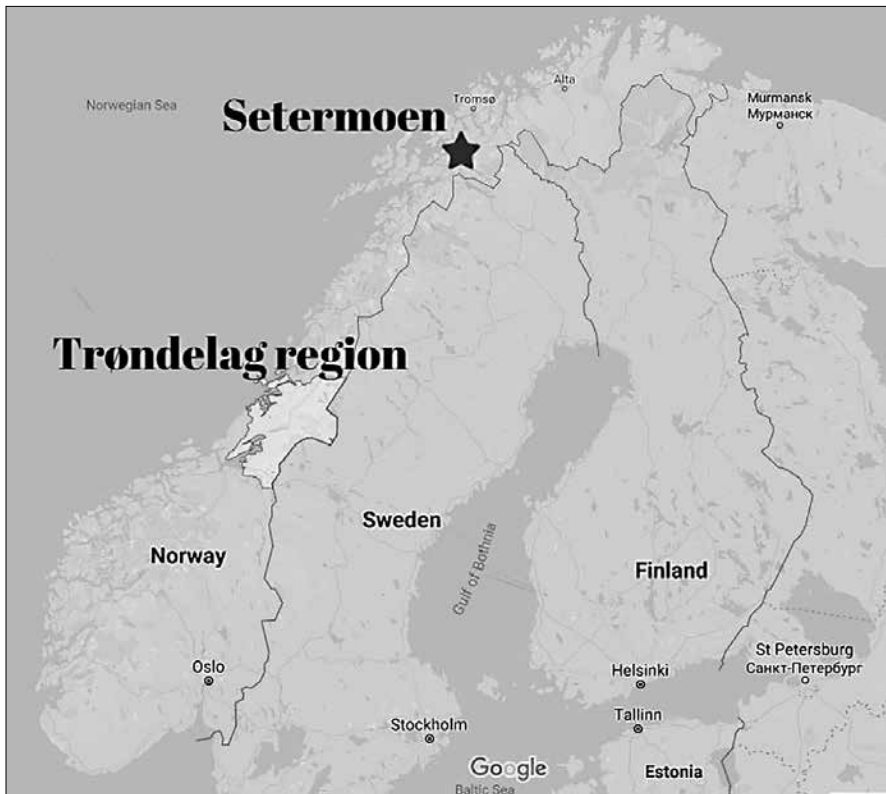 Norwegian Sea
Tromsø
Alta
Murmansk
Мурманск
Setermoen
Trøndelag region
Sweden
Norway
Gulf of Bothnia
Finland
Oslo
Helsinki
St Petersburg
Санкт-Петербург
Stockholm
Tallinn
Google
Estonia
Baltic Sea